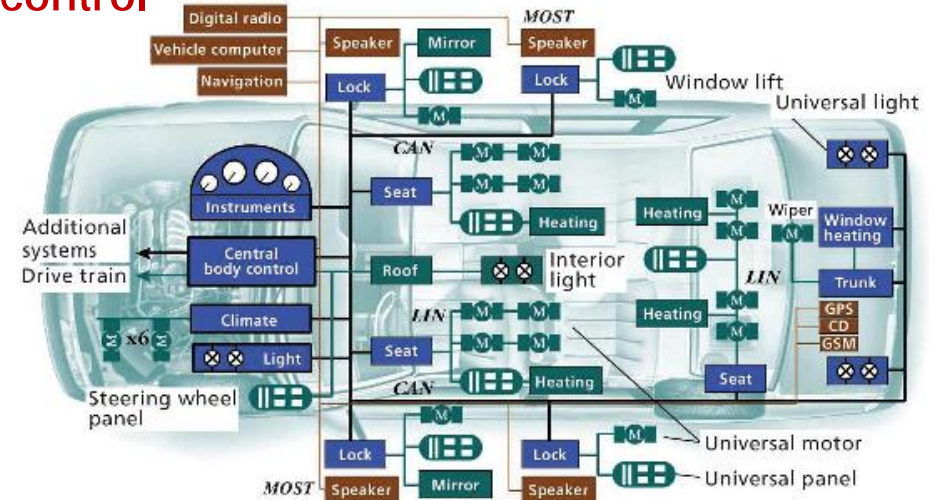 control
Digital radio
Vehicle computer
Navigation
MOST
Speaker
Mirror
Speaker
Lock
Lock
M
M
Window lift
Universal light
CAN
M
M
Seat
M
M
Heating
Instruments
Heating
M
M
Wiper
M
Window
heating
Additional
systems
Drive train
Central
body control
Roof
Interior
light
LIN
Trunk
LIN
Climate
M
M
Heating
M
GPS
CD
GSM
M
x6
M
Light
Seat
M
M
M
CAN
Heating
Seat
Steering wheel
panel
M
Lock
Lock
M
Universal motor
MOST
Speaker
Mirror
Speaker
Universal panel